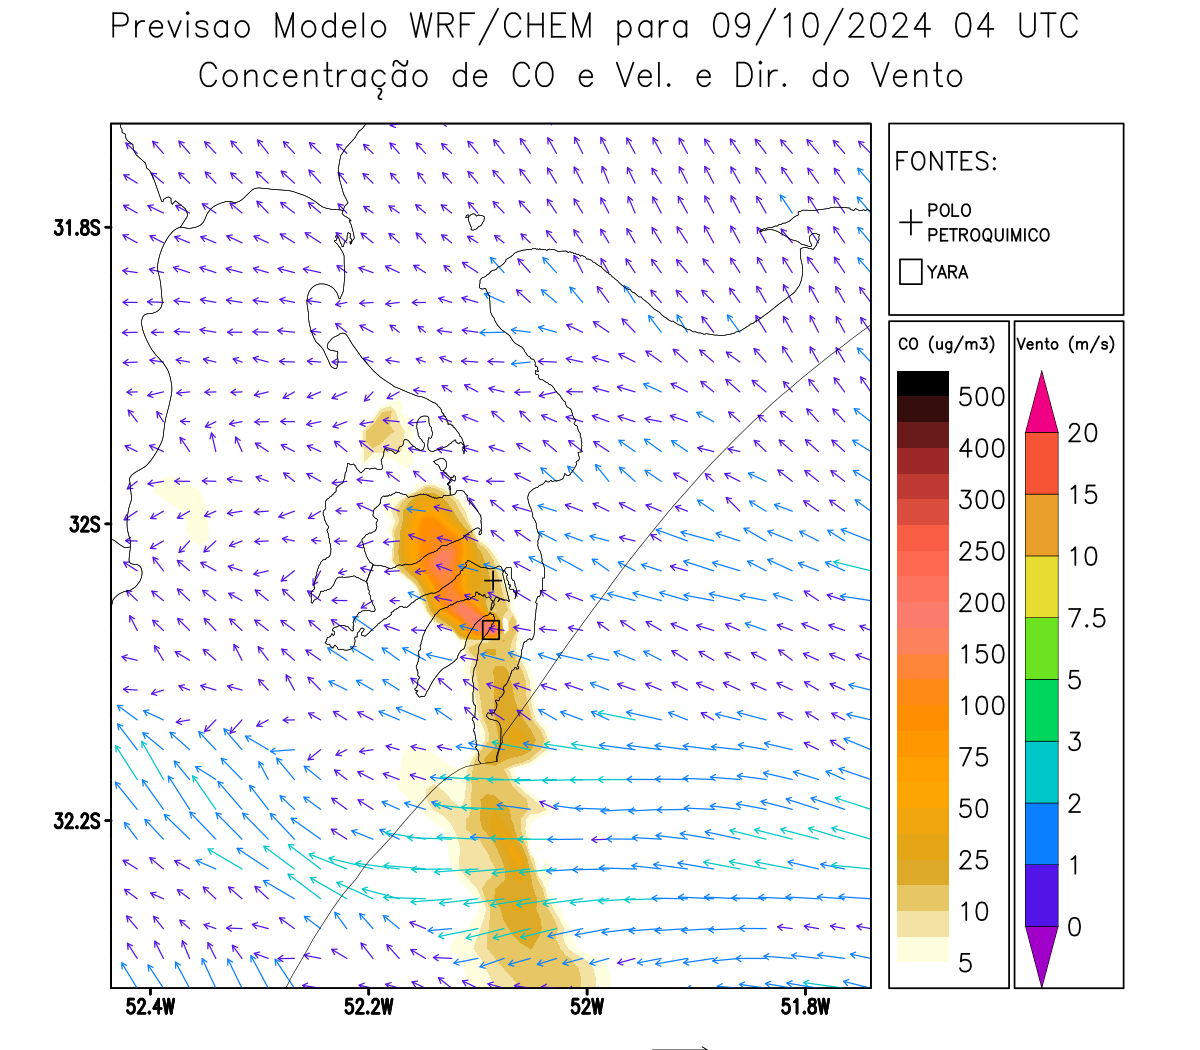 Previsao Modelo WRF/CHEM para 09/10/2024 04 UTC
Concentração de CO e Vel. e Dir. do Vento
FONTES:
POLO
PETROQUIMICO
YARA
CO (ug/m3)
500
400
300
250
200
150
100
75
50
25
10
5
Vento (m/s)
20
15
10
7.5
5
3
2
1
0
31.8S
32S
32.2S
52.4W
52.2W
52W
51.8W